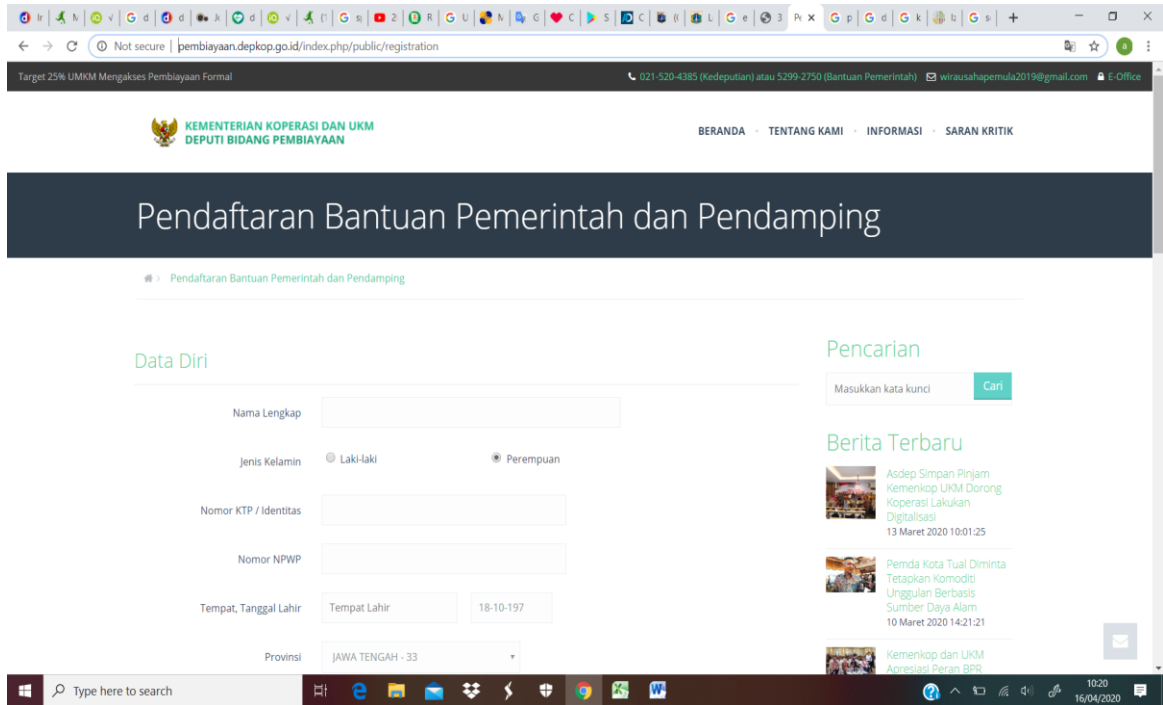 Not secure | pembiayaan.depkop.go.id/index.php/public/registration
Target 25% UMKM Mengakses Pembiayaan Formal
021-520-4385 (Kedeputian) atau 5299-2750 (Bantuan Pemerintah)
wirausahapemula2019@gmail.com
E-Office
KEMENTERIAN KOPERASI DAN UKM
DEPUTI BIDANG PEMBIAYAAN
BERANDA
TENTANG KAMI
INFORMASI
SARAN KRITIK
Pendaftaran Bantuan Pemerintah dan Pendamping
Pendaftaran Bantuan Pemerintah dan Pendamping
Data Diri
Nama Lengkap
Jenis Kelamin
Laki-laki
Perempuan
Nomor KTP / Identitas
Nomor NPWP
Tempat, Tanggal Lahir
Tempat Lahir
18-10-197
Provinsi
JAWA TENGAH - 33
Pencarian
Masukkan kata kunci
Cari
Berita Terbaru
Asdep Simpan Pinjam
Kemenkop UKM Dorong
Koperasi Lakukan
Digitalisasi
13 Maret 2020 10:01:25
Pemda Kota Tual Diminta
Tetapkan Komoditi
Unggulan Berbasis
Sumber Daya Alam
10 Maret 2020 14:21:21
Kemenkop dan UKM
Apresiasi Peran BPR
Type here to search
10:20
16/04/2020